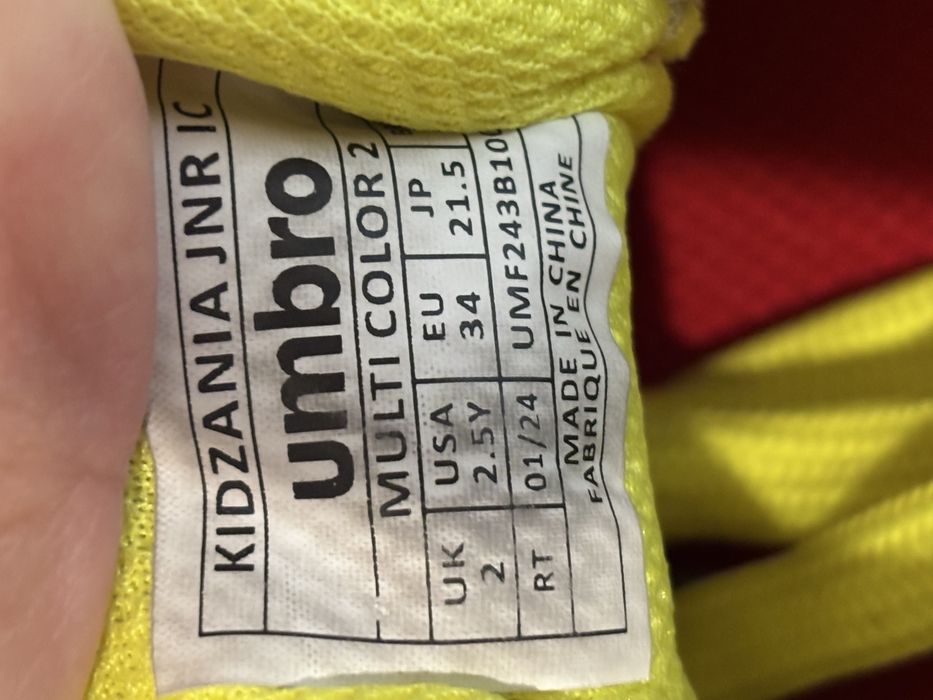 KIDZANIA JNR IC
umbro
MULTI COLOR 2
UK USA EU JP
2 2.5Y 34 21.5
RT 01/24 UMF243B10
MADE IN CHINA
FABRIQUE EN CHINE